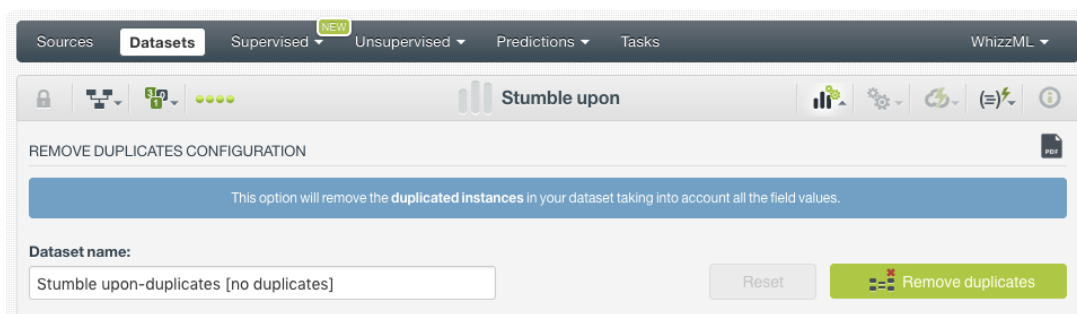 NEW
Sources Datasets Supervised Unsupervised Predictions Tasks WhizzML
Stumble upon
REMOVE DUPLICATES CONFIGURATION
PDF
This option will remove the duplicated instances in your dataset taking into account all the field values.
Dataset name:
Stumble upon-duplicates [no duplicates]
Reset
Remove duplicates